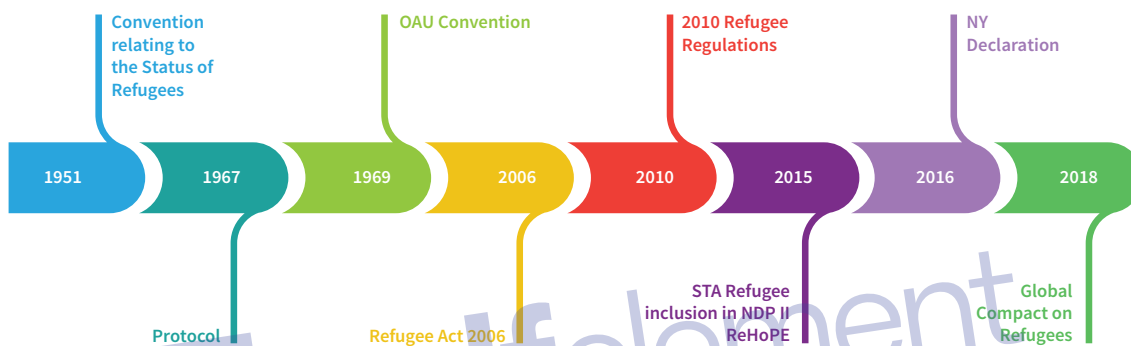 Convention
relating to
the Status of
Refugees
OAU Convention
2010 Refugee
Regulations
NY
Declaration
1951
1967
1969
2006
2010
2015
2016
2018
Protocol
Refugee Act 2006
STA Refugee
inclusion in NDP II
ReHoPE
Global
Compact on
Refugees